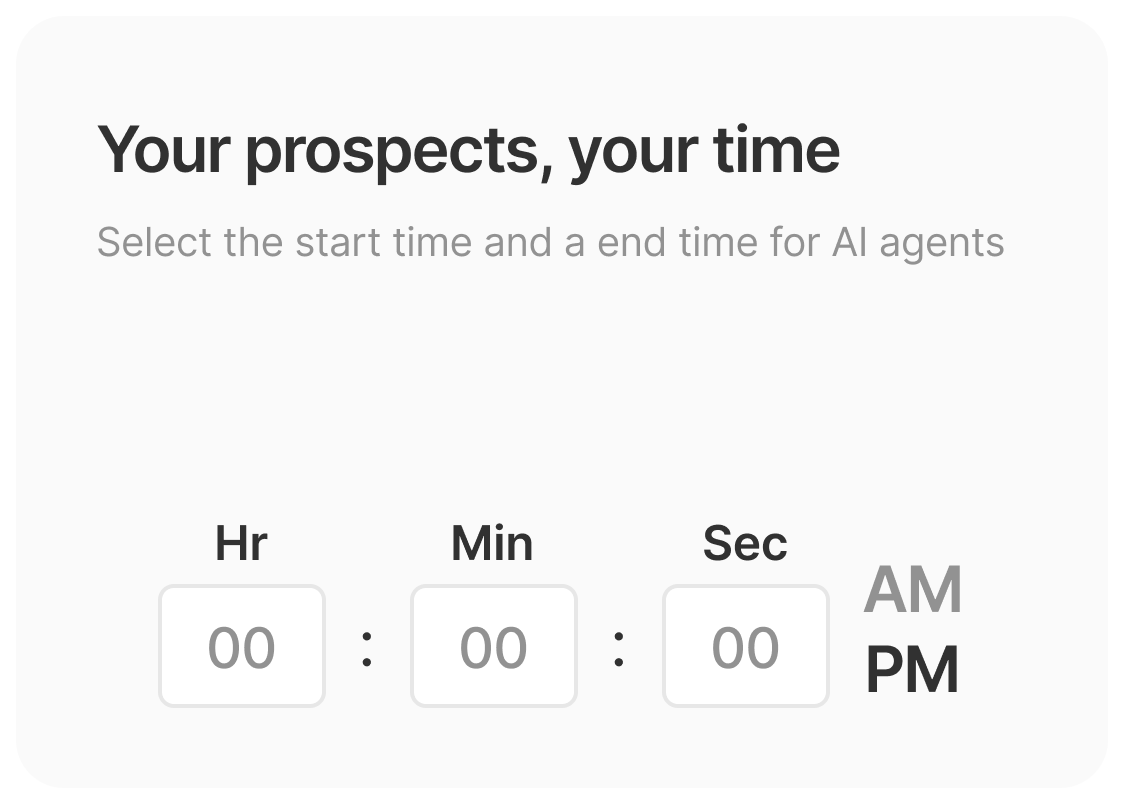 Your prospects, your time
Select the start time and a end time for AI agents
Hr Min Sec
AM
00 : 00 : 00
PM